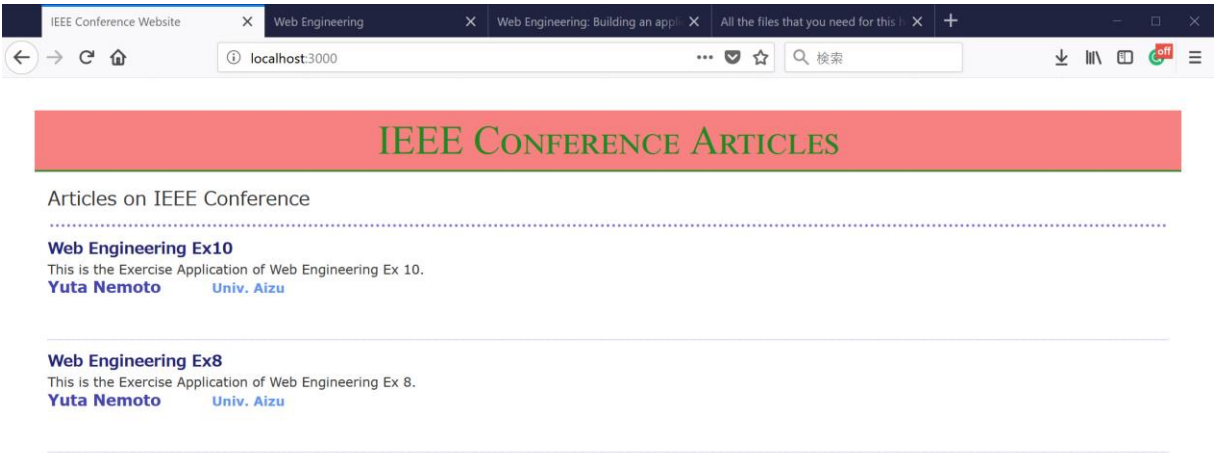 IEEE Conference Website
Web Engineering
Web Engineering: Building an appli
All the files that you need for this
localhost:3000
検索
off
IEEE CONFERENCE ARTICLES
Articles on IEEE Conference
Web Engineering Ex10
This is the Exercise Application of Web Engineering Ex 10.
Yuta Nemoto Univ. Aizu
Web Engineering Ex8
This is the Exercise Application of Web Engineering Ex 8.
Yuta Nemoto Univ. Aizu